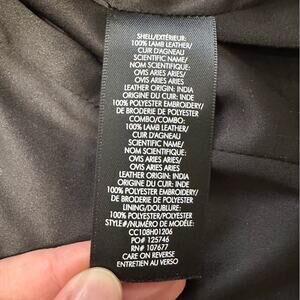 SHELL/EXTÉRIEUR:
100% LAMB LEATHER/
CUIR D'AGNEAU
SCIENTIFIC NAME/
NOM SCIENTIFIQUE:
OVIS ARIES ARIES/
OVIS ARIES ARIES
LEATHER ORIGIN: INDIA
ORIGINE DU CUIR: INDE
100% POLYESTER EMBROIDERY/
DE BRODERIE DE POLYESTER
COMBO/COMBO:
100% LAMB LEATHER/
CUIR D'AGNEAU
SCIENTIFIC NAME/
NOM SCIENTIFIQUE:
OVIS ARIES ARIES/
OVIS ARIES ARIES
LEATHER ORIGIN: INDIA
ORIGINE DU CUIR: INDE
100% POLYESTER EMBROIDERY/
DE BRODERIE DE POLYESTER
LINING/DOUBLURE:
100% POLYESTER/POLYESTER
STYLE#/NUMÉRO DE MODÈLE:
CC108H01206
PO# 125746
RN# 107677
CARE ON REVERSE
ENTRETIEN AU VERSO